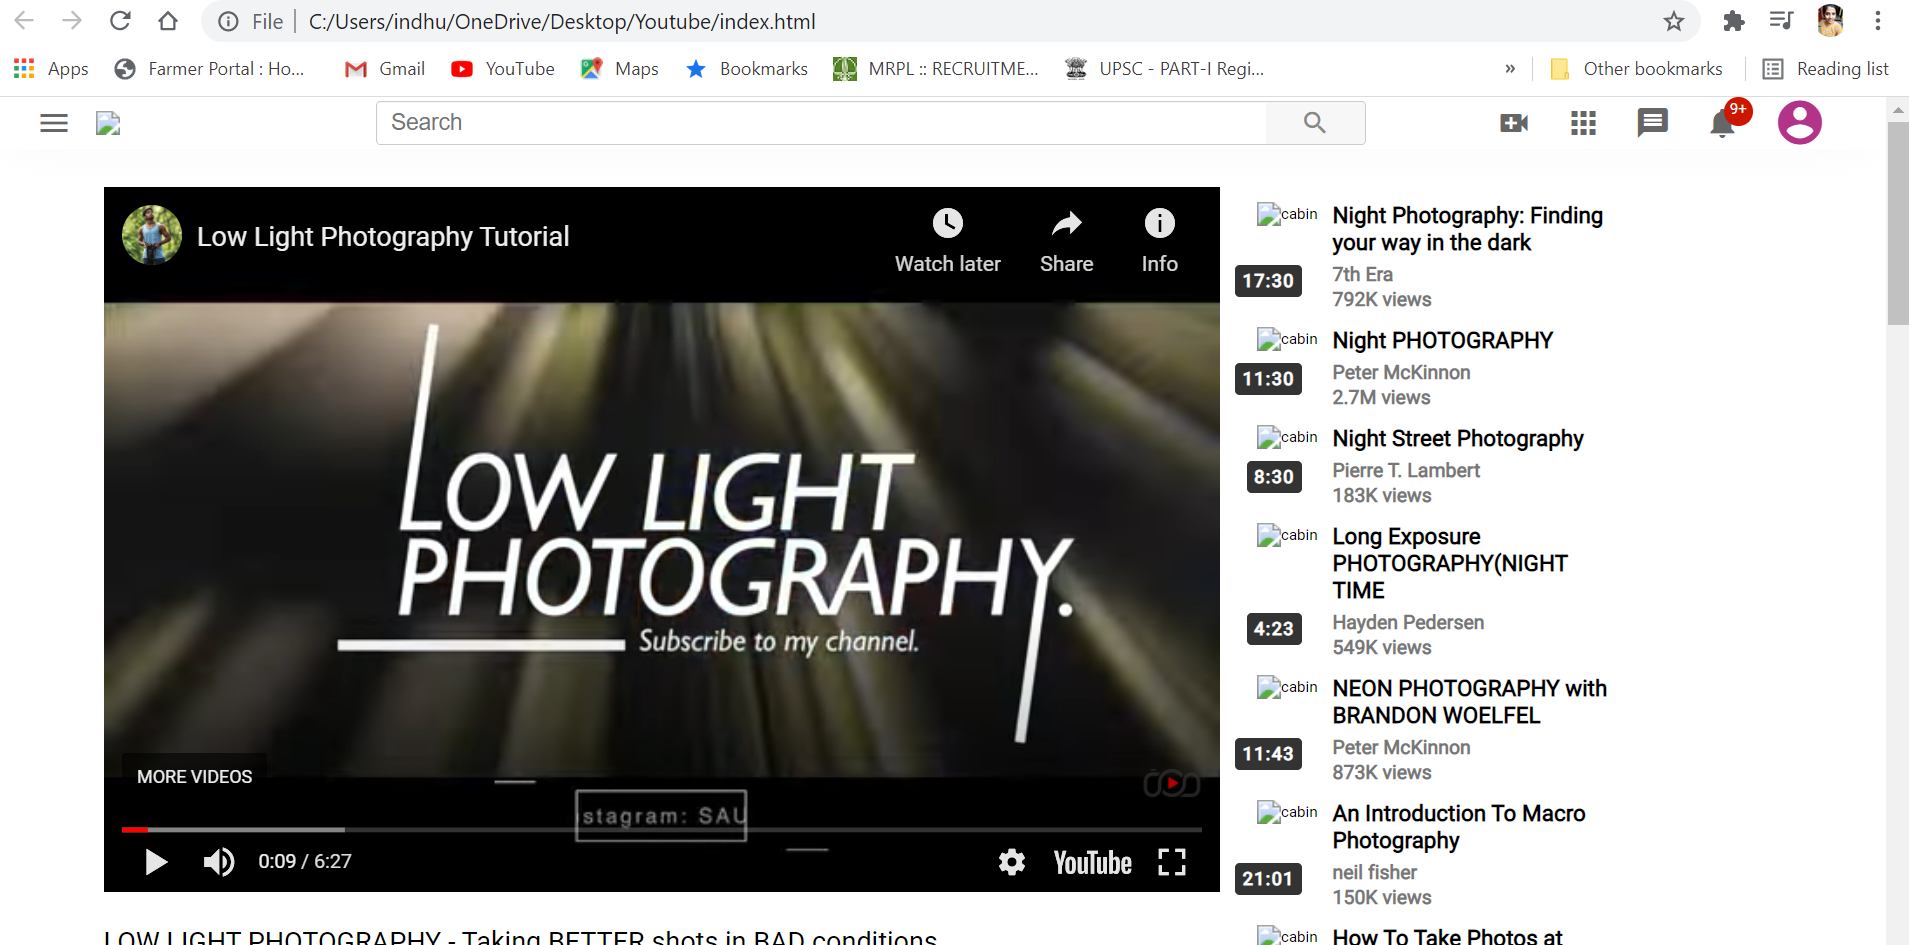 File C:/Users/indhu/OneDrive/Desktop/Youtube/index.html
Apps Farmer Portal : Ho... Gmail YouTube Maps Bookmarks MRPL :: RECRUITME... UPSC - PART-I Regi... » Other bookmarks Reading list
Search
9+
Low Light Photography Tutorial
Watch later Share Info
LOW LIGHT
PHOTOGRAPHY.
Subscribe to my channel.
MORE VIDEOS
stagram: SAU
0:09 / 6:27
YouTube
LOW LIGHT PHOTOGRAPHY - Taking BETTER shots in BAD conditions
cabin
17:30
Night Photography: Finding
your way in the dark
7th Era
792K views
cabin
11:30
Night PHOTOGRAPHY
Peter McKinnon
2.7M views
cabin
8:30
Night Street Photography
Pierre T. Lambert
183K views
cabin
4:23
Long Exposure
PHOTOGRAPHY(NIGHT
TIME
Hayden Pedersen
549K views
cabin
11:43
NEON PHOTOGRAPHY with
BRANDON WOELFEL
Peter McKinnon
873K views
cabin
21:01
An Introduction To Macro
Photography
neil fisher
150K views
cabin
How To Take Photos at